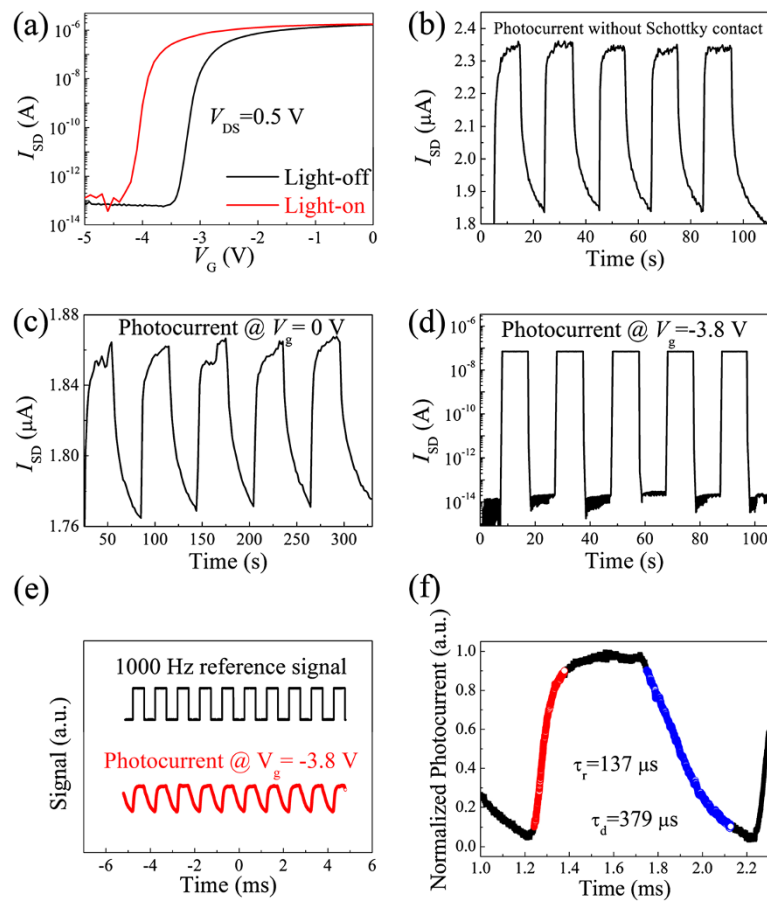 (a)
10⁻⁶
10⁻⁸
10⁻¹⁰
10⁻¹²
10⁻¹⁴
I_SD (A)
V_DS=0.5 V
Light-off
Light-on
-5 -4 -3 -2 -1 0
V_G (V)
(b)
Photocurrent without Schottky contact
2.4
2.3
2.2
2.1
2.0
1.9
1.8
I_SD (μA)
0 20 40 60 80 100
Time (s)
(c)
Photocurrent @ V_g = 0 V
1.88
1.84
1.80
1.76
I_SD (μA)
50 100 150 200 250 300
Time (s)
(d)
Photocurrent @ V_g=-3.8 V
10⁻⁶
10⁻⁸
10⁻¹⁰
10⁻¹²
10⁻¹⁴
I_SD (A)
0 20 40 60 80 100
Time (s)
(e)
1000 Hz reference signal
Photocurrent @ V_g = -3.8 V
Signal (a.u.)
-6 -4 -2 0 2 4 6
Time (ms)
(f)
Normalized Photocurrent (a.u.)
1.0
0.8
0.6
0.4
0.2
0.0
τ_r=137 μs
τ_d=379 μs
1.0 1.2 1.4 1.6 1.8 2.0 2.2
Time (ms)